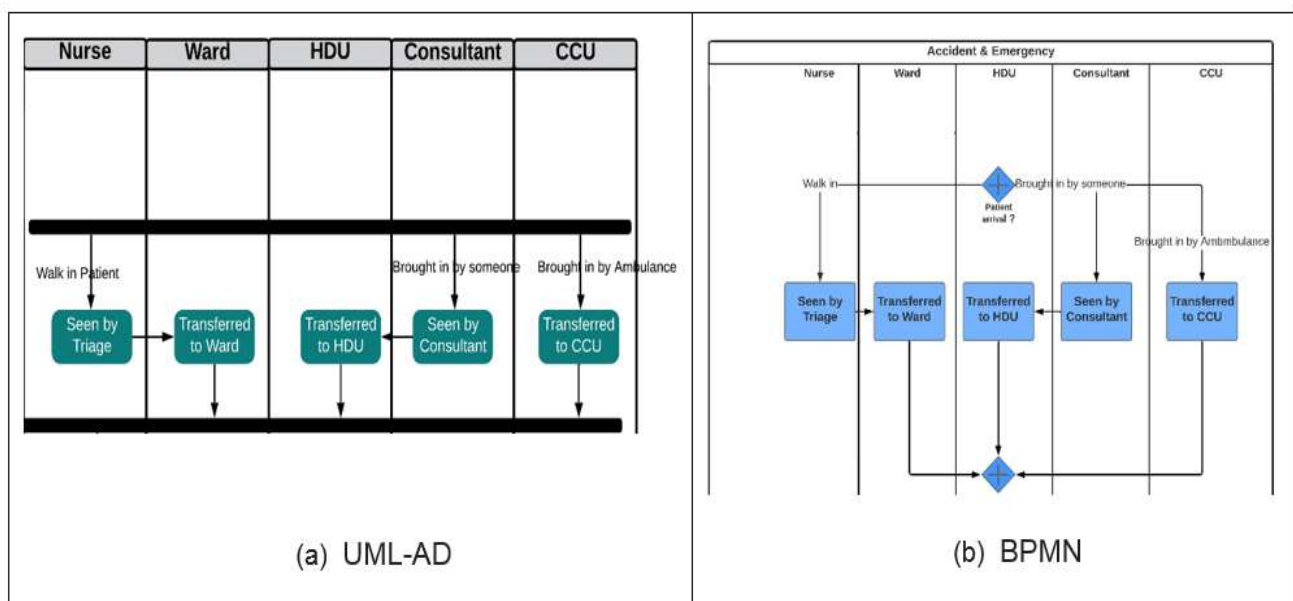 Nurse
Ward
HDU
Consultant
CCU
Walk in Patient
Brought in by someone
Brought in by Ambulance
Seen by
Triage
Transferred
to Ward
Transferred
to HDU
Seen by
Consultant
Transferred
to CCU
(a) UML-AD
Accident & Emergency
Nurse
Ward
HDU
Consultant
CCU
Walk in
Brought in by someone
Patient
arrival ?
Brought in by Ambmbulance
Seen by
Triage
Transferred
to Ward
Transferred
to HDU
Seen by
Consultant
Transferred
to CCU
(b) BPMN